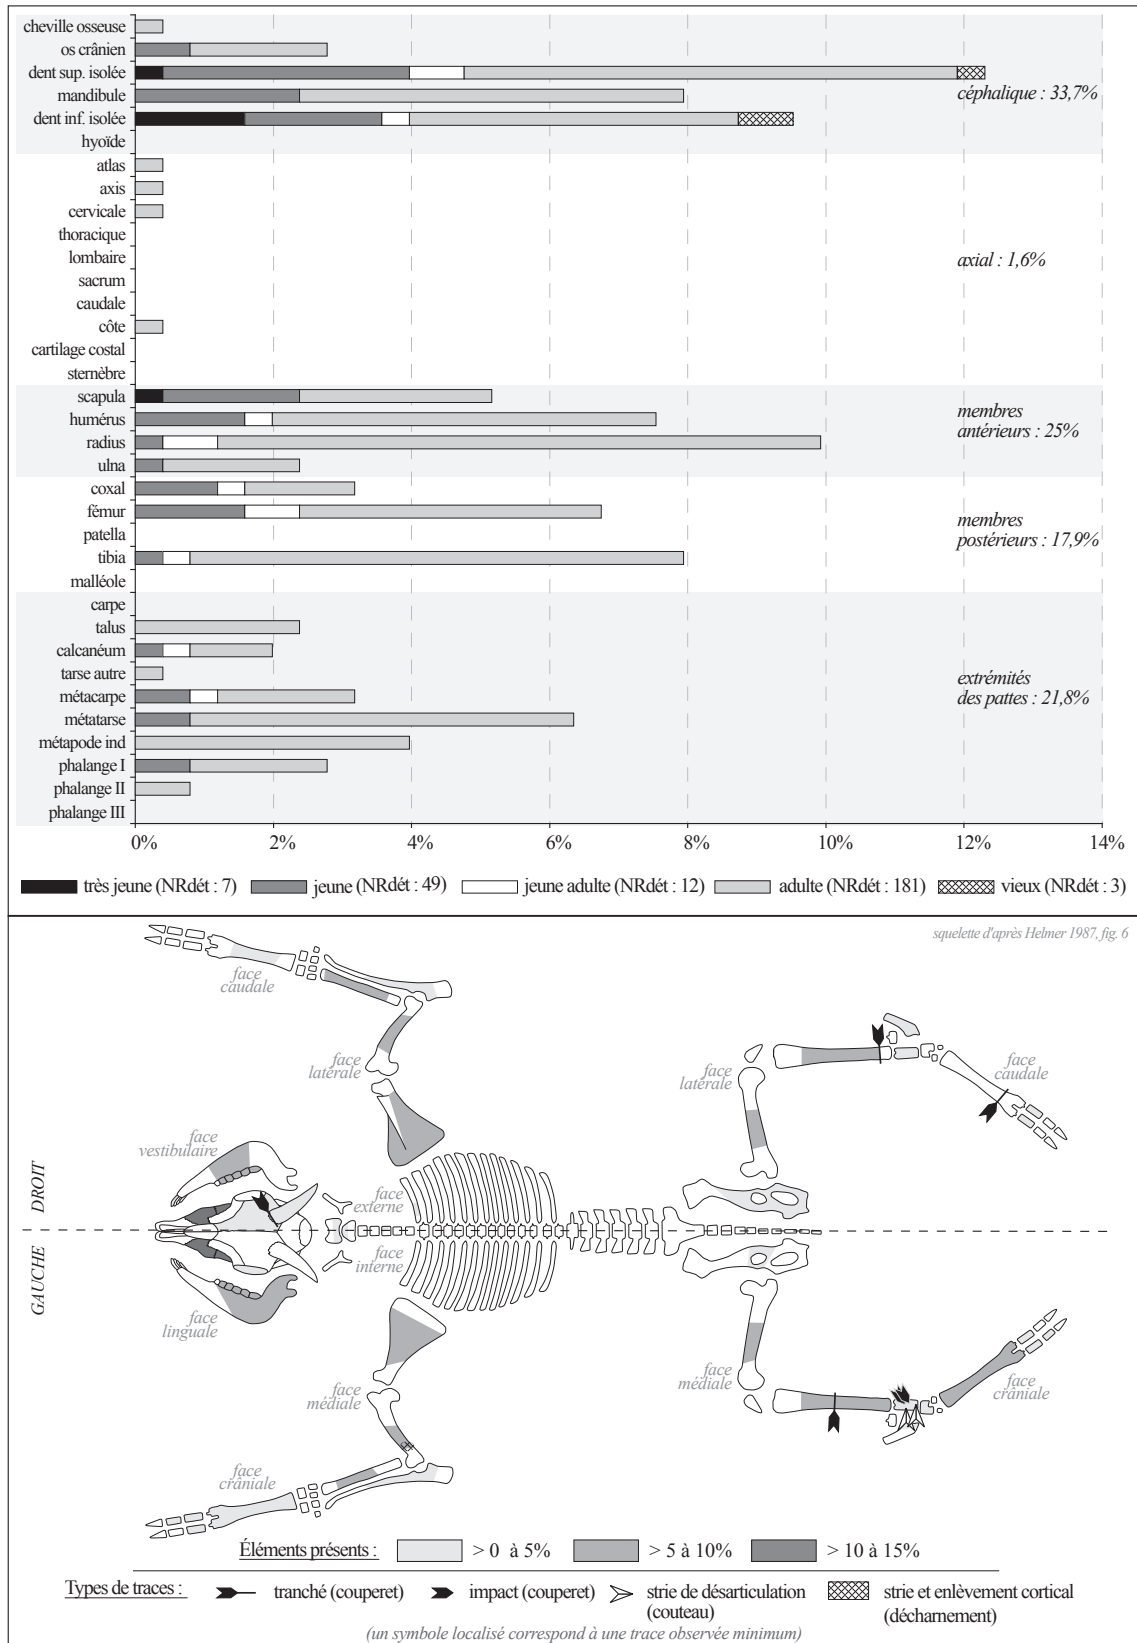 cheville osseuse
os crânien
dent sup. isolée
mandibule
céphalique : 33,7%
dent inf. isolée
hyoïde
atlas
axis
cervicale
thoracique
lombaire
axial : 1,6%
sacrum
caudale
côte
cartilage costal
sternèbre
scapula
humérus
membres
antérieurs : 25%
radius
ulna
coxal
fémur
membres
postérieurs : 17,9%
patella
tibia
malléole
carpe
talus
calcanéum
tarse autre
extrémités
des pattes : 21,8%
métacarpe
métatarse
métapode ind
phalange I
phalange II
phalange III
0% 2% 4% 6% 8% 10% 12% 14%
très jeune (NRdét : 7) jeune (NRdét : 49) jeune adulte (NRdét : 12) adulte (NRdét : 181) vieux (NRdét : 3)
squelette d'après Helmer 1987, fig. 6
face
caudale
face
latérale
face
latérale
face
caudale
face
vestibulaire
DROIT
face
externe
GAUCHE
face
interne
face
linguale
face
médiale
face
médiale
face
crâniale
face
crâniale
Éléments présents : > 0 à 5% > 5 à 10% > 10 à 15%
Types de traces : tranché (couperet) impact (couperet) strie de désarticulation
(couteau) strie et enlèvement cortical
(décharnement)
(un symbole localisé correspond à une trace observée minimum)